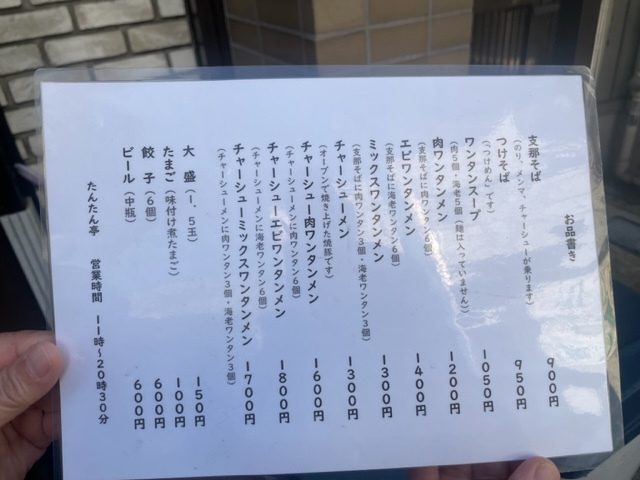 お品書き
支那そば 900円
(のり、メンマ、チャーシューが乗ります)
つけそば 950円
(「つけめん」です)
ワンタンスープ 1050円
(肉5個・海老5個(麺は入っていません)
肉ワンタンメン 1200円
(支那そばに肉ワンタン6個)
エビワンタンメン 1400円
(支那そばに海老ワンタン6個)
ミックスワンタンメン 1300円
(支那そばに肉ワンタン3個・海老ワンタン3個)
チャーシューメン 1300円
(オーブンで焼き上げた焼豚です)
チャーシュー肉ワンタンメン 1600円
(チャーシューメンに肉ワンタン6個)
チャーシューエビワンタンメン 1800円
(チャーシューメンに海老ワンタン6個)
チャーシューミックスワンタンメン 1700円
(チャーシューメンに肉ワンタン3個・海老ワンタン3個)
大盛(1.5玉) 150円
たまご(味付け煮たまご) 100円
餃子(6個) 600円
ビール(中瓶) 600円
たんたん亭 営業時間 11時〜20時30分